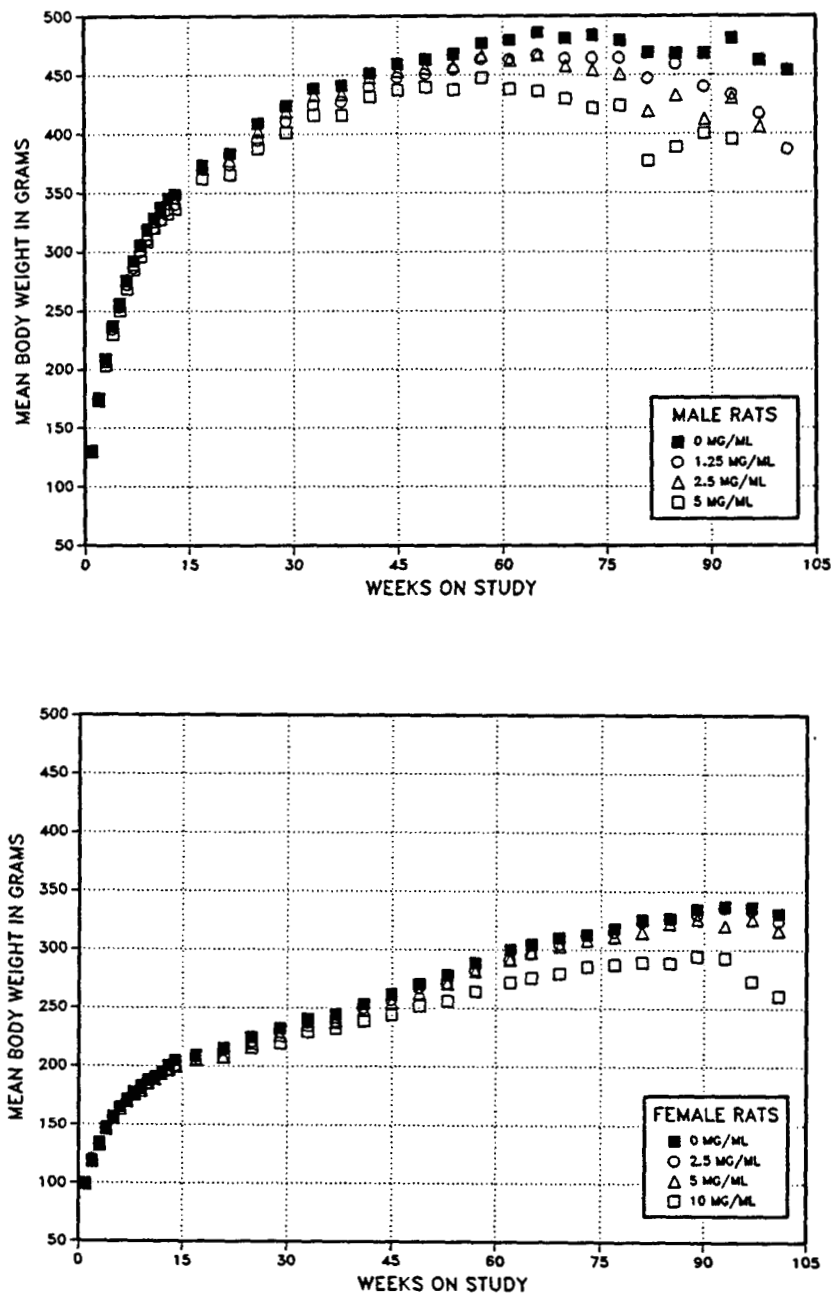 500
450
400
350
300
250
200
150
100
50
MEAN BODY WEIGHT IN GRAMS
MALE RATS
0 MG/ML
1.25 MG/ML
2.5 MG/ML
5 MG/ML
0 15 30 45 60 75 90 105
WEEKS ON STUDY
500
450
400
350
300
250
200
150
100
50
MEAN BODY WEIGHT IN GRAMS
FEMALE RATS
0 MG/ML
2.5 MG/ML
5 MG/ML
10 MG/ML
0 15 30 45 60 75 90 105
WEEKS ON STUDY